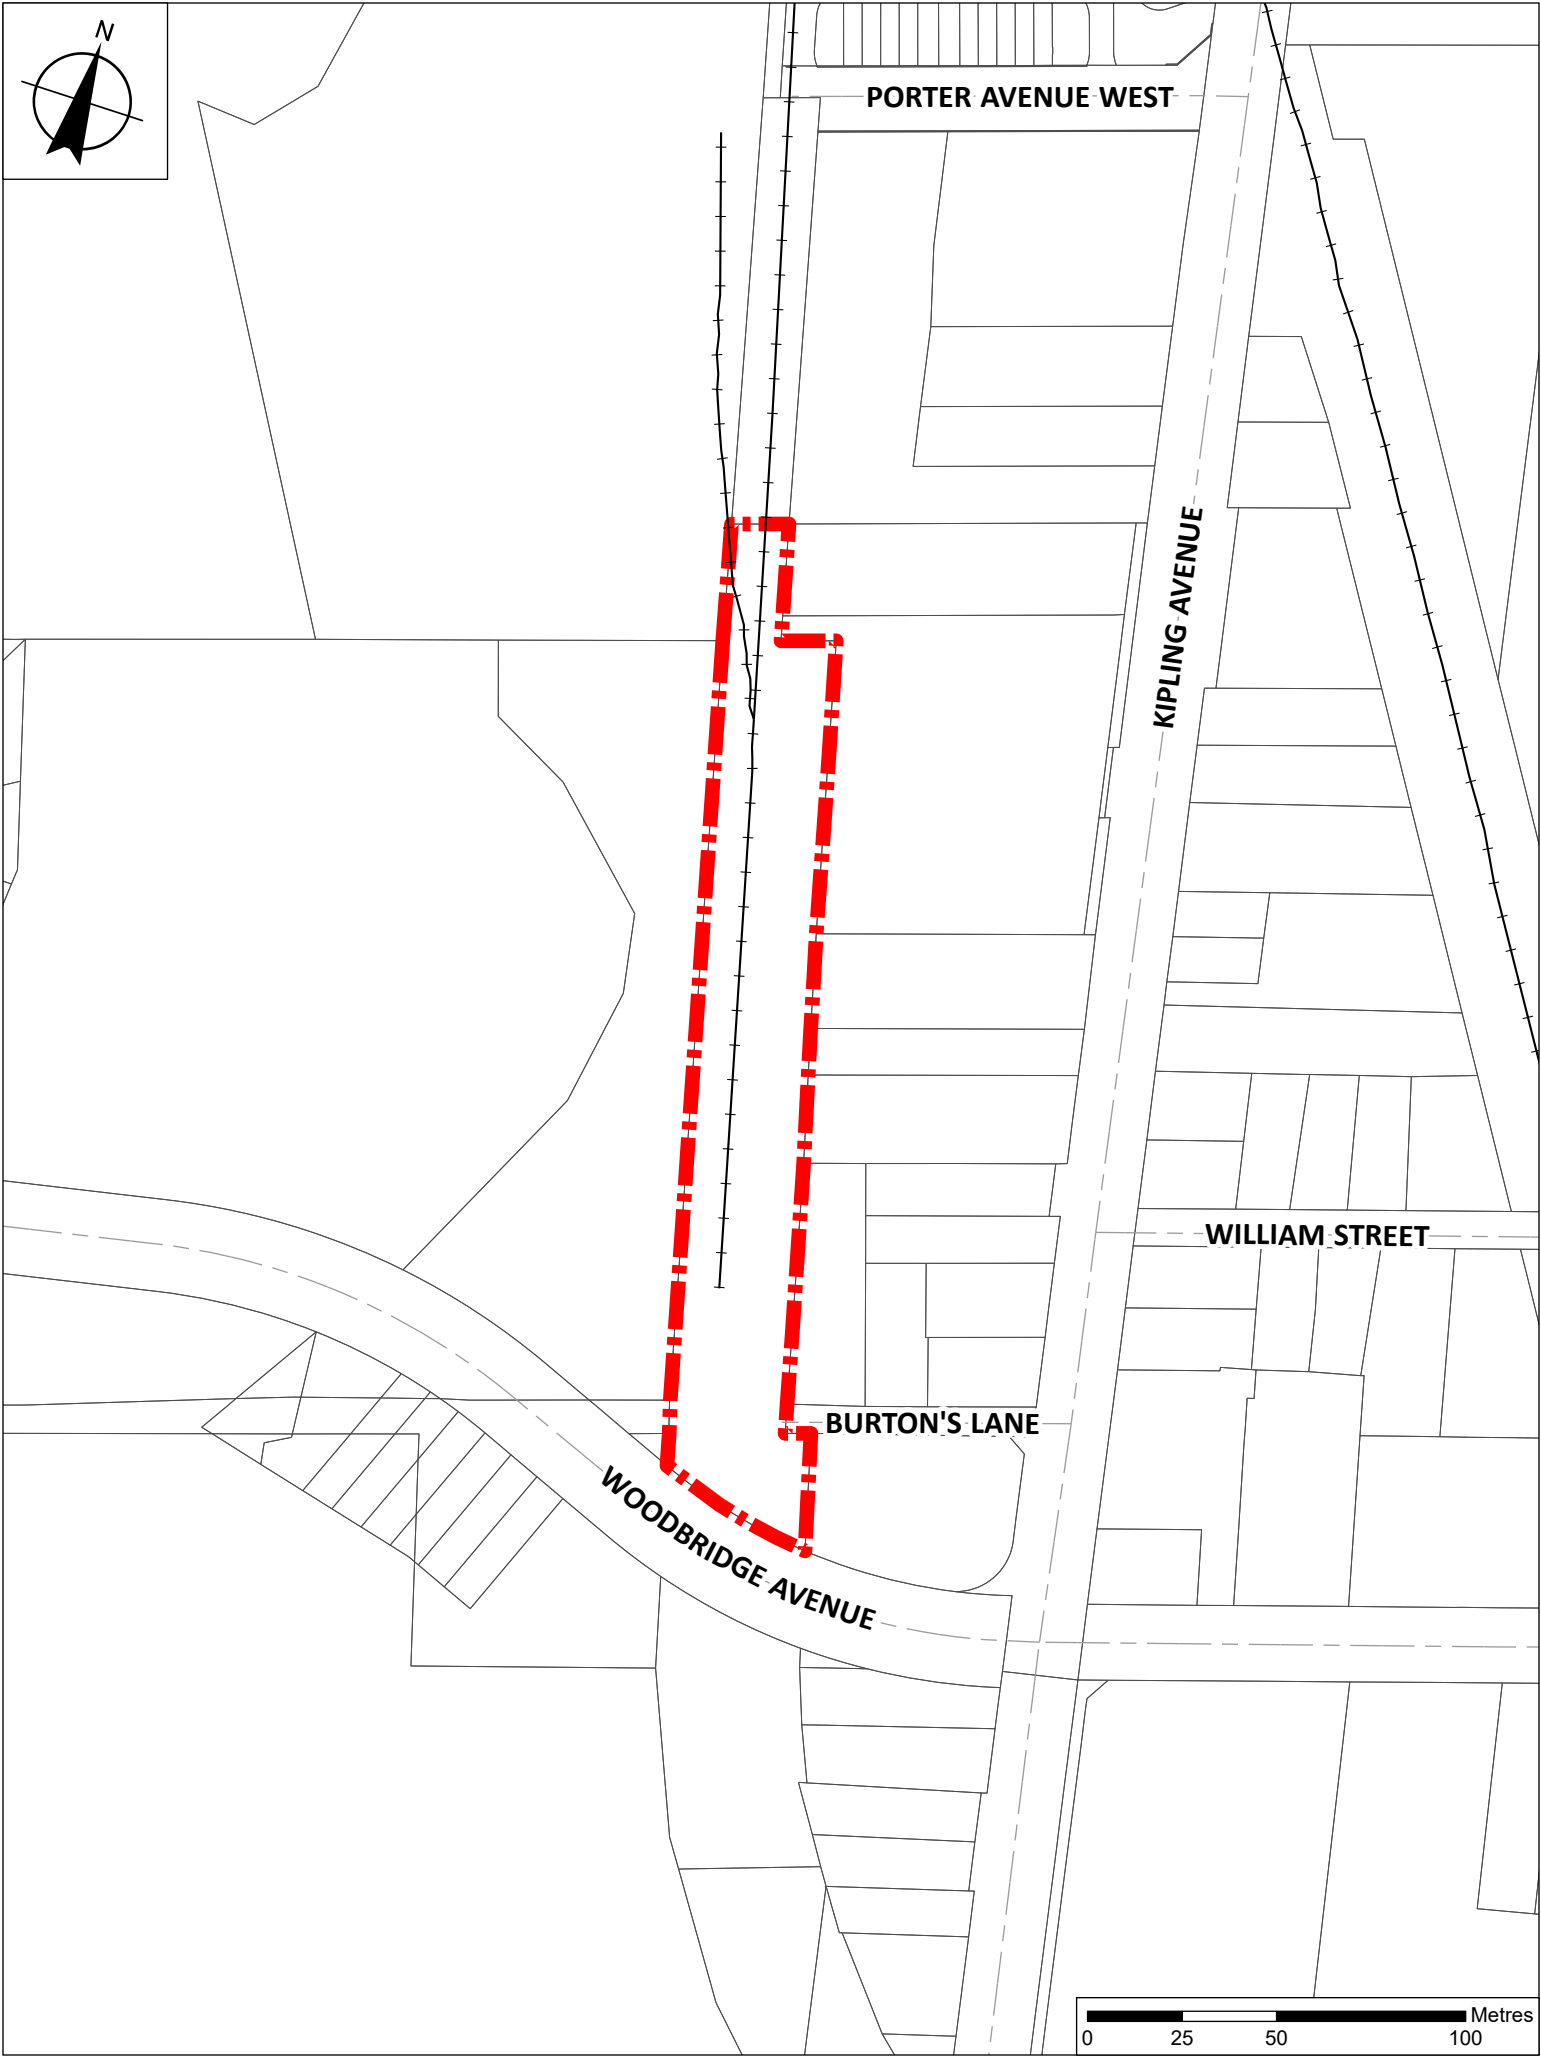 N
PORTER AVENUE WEST
KIPLING AVENUE
WILLIAM STREET
BURTON'S LANE
WOODBRIDGE AVENUE
Metres
0 25 50 100